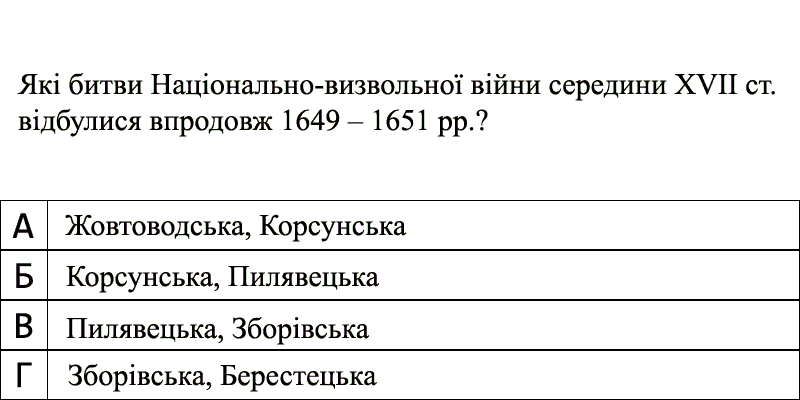 Які битви Національно-визвольної війни середини XVII ст.
відбулися впродовж 1649 – 1651 рр.?
А Жовтоводська, Корсунська
Б Корсунська, Пилявецька
В Пилявецька, Зборівська
Г Зборівська, Берестецька